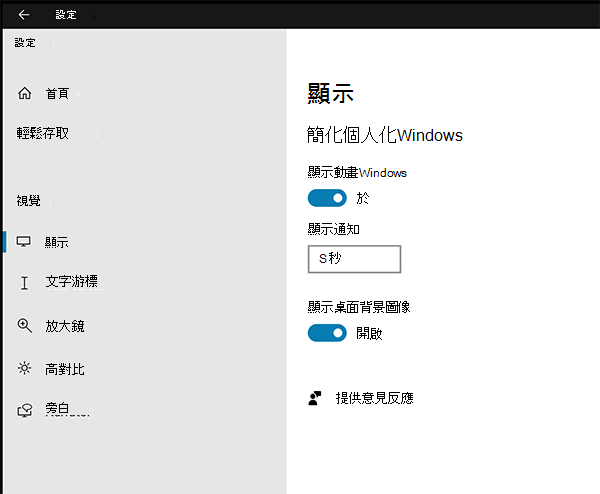 設定
設定
首頁
輕鬆存取
視覺
顯示
文字游標
放大鏡
高對比
旁白
顯示
簡化個人化Windows
顯示動畫Windows
於
顯示通知
S 秒
顯示桌面背景圖像
開啟
提供意見反應